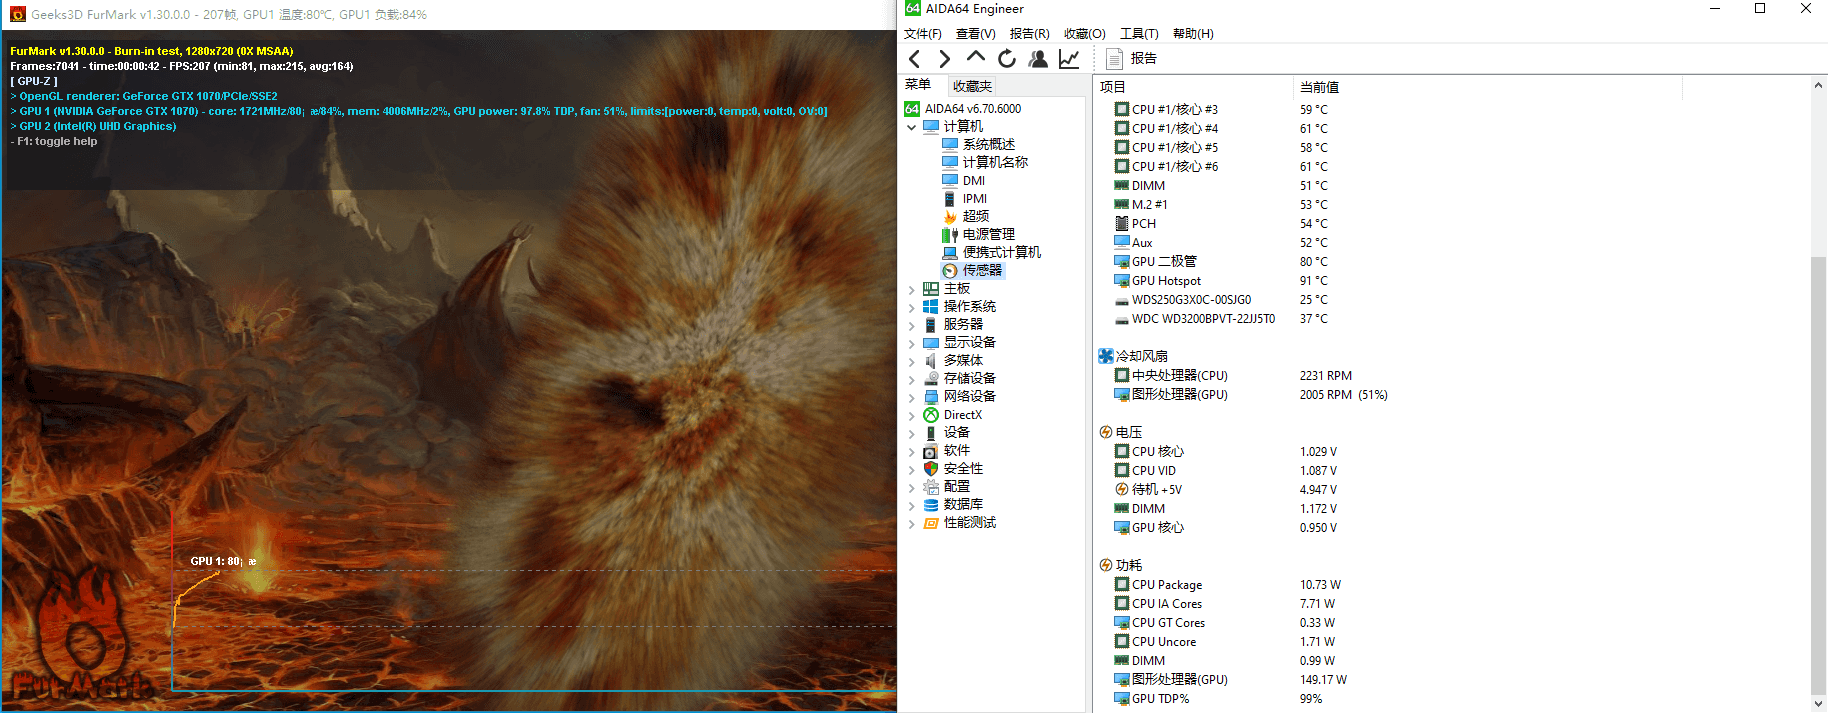 Geeks3D FurMark v1.30.0.0 - 207帧, GPU1 温度:80℃, GPU1 负载:84%
FurMark v1.30.0.0 - Burn-in test, 1280x720 (0X MSAA)
Frames:7041 - time:00:00:42 - FPS:207 (min:81, max:215, avg:164)
[ GPU-Z ]
> OpenGL renderer: GeForce GTX 1070/PCIe/SSE2
> GPU 1 (NVIDIA GeForce GTX 1070) - core: 1721MHz/80¡ æ/84%, mem: 4006MHz/2%, GPU power: 97.8% TDP, fan: 51%, limits:[power:0, temp:0, volt:0, OV:0]
> GPU 2 (Intel(R) UHD Graphics)
- F1: toggle help
GPU 1: 80¡ æ
FurMark
64 AIDA64 Engineer
文件(F) 查看(V) 报告(R) 收藏(O) 工具(T) 帮助(H)
报告
菜单 收藏夹
64 AIDA64 v6.70.6000
计算机
系统概述
计算机名称
DMI
IPMI
超频
电源管理
便携式计算机
传感器
主板
操作系统
服务器
显示设备
多媒体
存储设备
网络设备
DirectX
设备
软件
安全性
配置
数据库
性能测试
项目 当前值
CPU #1/核心 #3 59 °C
CPU #1/核心 #4 61 °C
CPU #1/核心 #5 58 °C
CPU #1/核心 #6 61 °C
DIMM 51 °C
M.2 #1 53 °C
PCH 54 °C
Aux 52 °C
GPU 二极管 80 °C
GPU Hotspot 91 °C
WDS250G3X0C-00SJG0 25 °C
WDC WD3200BPVT-22JJ5T0 37 °C
冷却风扇
中央处理器(CPU) 2231 RPM
图形处理器(GPU) 2005 RPM (51%)
电压
CPU 核心 1.029 V
CPU VID 1.087 V
待机 +5V 4.947 V
DIMM 1.172 V
GPU 核心 0.950 V
功耗
CPU Package 10.73 W
CPU IA Cores 7.71 W
CPU GT Cores 0.33 W
CPU Uncore 1.71 W
DIMM 0.99 W
图形处理器(GPU) 149.17 W
GPU TDP% 99%